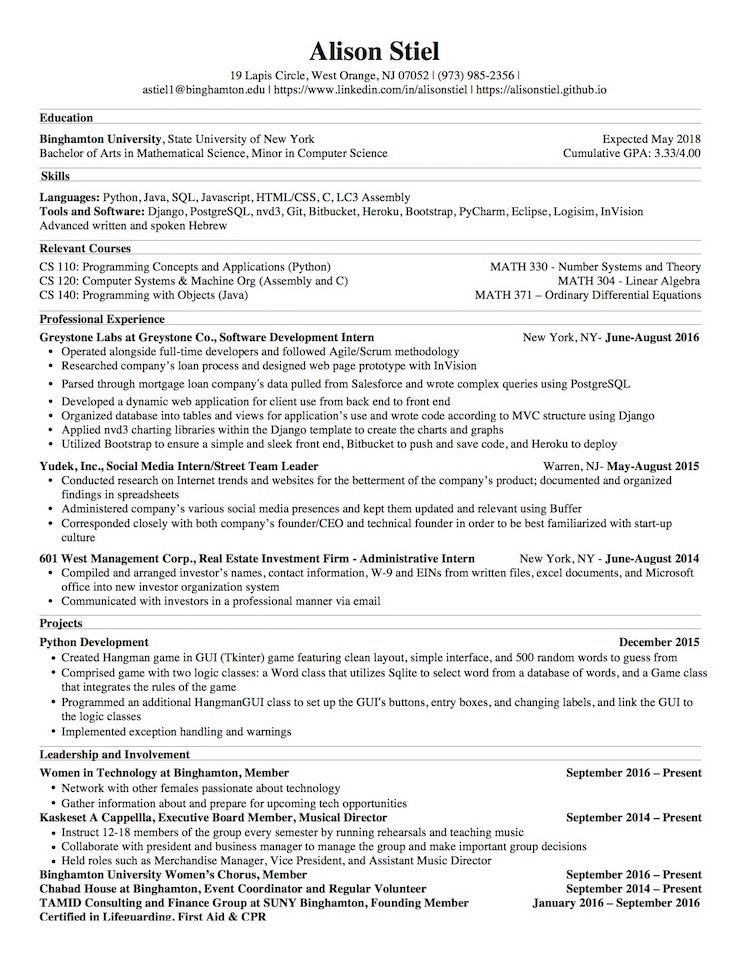 Alison Stiel
19 Lapis Circle, West Orange, NJ 07052 | (973) 985-2356 |
astiel1@binghamton.edu | https://www.linkedin.com/in/alisonstiel | https://alisonstiel.github.io
Education
Binghamton University, State University of New York Expected May 2018
Bachelor of Arts in Mathematical Science, Minor in Computer Science Cumulative GPA: 3.33/4.00
Skills
Languages: Python, Java, SQL, Javascript, HTML/CSS, C, LC3 Assembly
Tools and Software: Django, PostgreSQL, nvd3, Git, Bitbucket, Heroku, Bootstrap, PyCharm, Eclipse, Logisim, InVision
Advanced written and spoken Hebrew
Relevant Courses
CS 110: Programming Concepts and Applications (Python) MATH 330 - Number Systems and Theory
CS 120: Computer Systems & Machine Org (Assembly and C) MATH 304 - Linear Algebra
CS 140: Programming with Objects (Java) MATH 371 – Ordinary Differential Equations
Professional Experience
Greystone Labs at Greystone Co., Software Development Intern New York, NY- June-August 2016
• Operated alongside full-time developers and followed Agile/Scrum methodology
• Researched company's loan process and designed web page prototype with InVision
• Parsed through mortgage loan company's data pulled from Salesforce and wrote complex queries using PostgreSQL
• Developed a dynamic web application for client use from back end to front end
• Organized database into tables and views for application's use and wrote code according to MVC structure using Django
• Applied nvd3 charting libraries within the Django template to create the charts and graphs
• Utilized Bootstrap to ensure a simple and sleek front end, Bitbucket to push and save code, and Heroku to deploy
Yudek, Inc., Social Media Intern/Street Team Leader Warren, NJ- May-August 2015
• Conducted research on Internet trends and websites for the betterment of the company's product; documented and organized
findings in spreadsheets
• Administered company's various social media presences and kept them updated and relevant using Buffer
• Corresponded closely with both company's founder/CEO and technical founder in order to be best familiarized with start-up
culture
601 West Management Corp., Real Estate Investment Firm - Administrative Intern New York, NY - June-August 2014
• Compiled and arranged investor's names, contact information, W-9 and EINs from written files, excel documents, and Microsoft
office into new investor organization system
• Communicated with investors in a professional manner via email
Projects
Python Development December 2015
• Created Hangman game in GUI (Tkinter) game featuring clean layout, simple interface, and 500 random words to guess from
• Comprised game with two logic classes: a Word class that utilizes Sqlite to select word from a database of words, and a Game class
that integrates the rules of the game
• Programmed an additional HangmanGUI class to set up the GUI's buttons, entry boxes, and changing labels, and link the GUI to
the logic classes
• Implemented exception handling and warnings
Leadership and Involvement
Women in Technology at Binghamton, Member September 2016 – Present
• Network with other females passionate about technology
• Gather information about and prepare for upcoming tech opportunities
Kaskeset A Cappellla, Executive Board Member, Musical Director September 2014 – Present
• Instruct 12-18 members of the group every semester by running rehearsals and teaching music
• Collaborate with president and business manager to manage the group and make important group decisions
• Held roles such as Merchandise Manager, Vice President, and Assistant Music Director
Binghamton University Women's Chorus, Member September 2016 – Present
Chabad House at Binghamton, Event Coordinator and Regular Volunteer September 2014 – Present
TAMID Consulting and Finance Group at SUNY Binghamton, Founding Member January 2016 – September 2016
Certified in Lifeguarding, First Aid & CPR